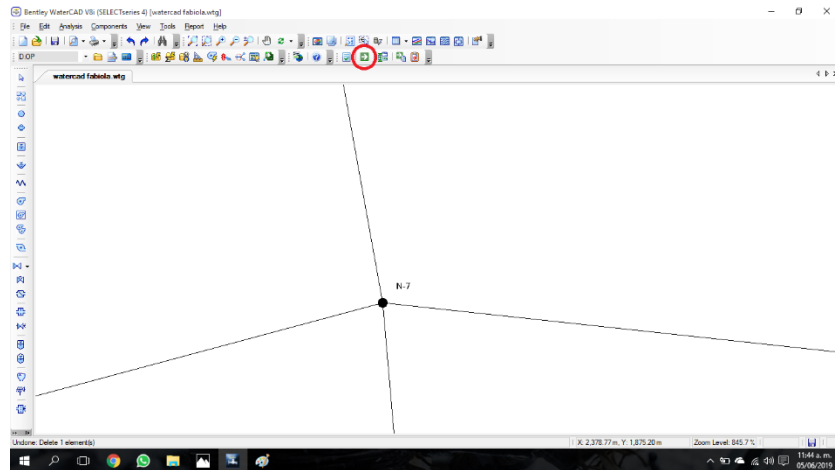 Bentley WaterCAD V8i (SELECTseries 4) [watercad fabiola.wtg]
File Edit Analysis Components View Tools Report Help
D.OP
watercad fabiola.wtg
N-7
Undone: Delete 1 element(s)
X: 2,378.77 m, Y: 1,875.20 m
Zoom Level: 845.7 %
11:44 a. m.
05/06/2019